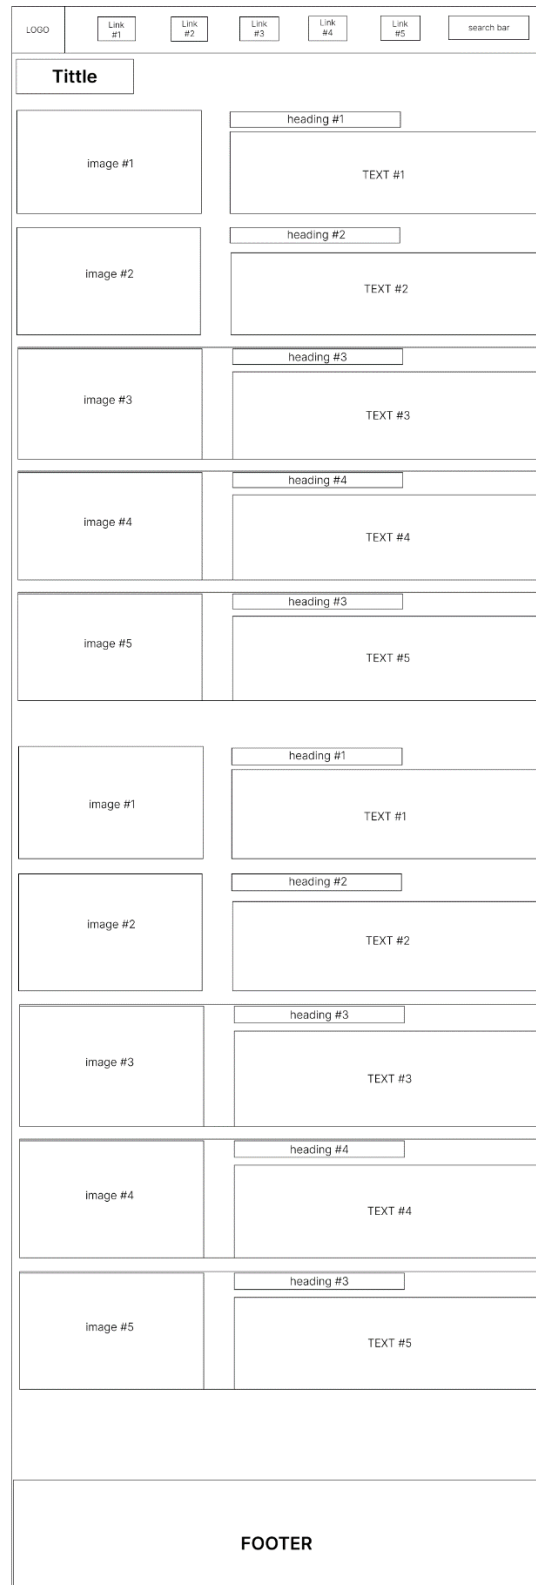 LOGO
Link
#1
Link
#2
Link
#3
Link
#4
Link
#5
search bar
Tittle
image #1
heading #1
TEXT #1
image #2
heading #2
TEXT #2
image #3
heading #3
TEXT #3
image #4
heading #4
TEXT #4
image #5
heading #3
TEXT #5
image #1
heading #1
TEXT #1
image #2
heading #2
TEXT #2
image #3
heading #3
TEXT #3
image #4
heading #4
TEXT #4
image #5
heading #3
TEXT #5
FOOTER